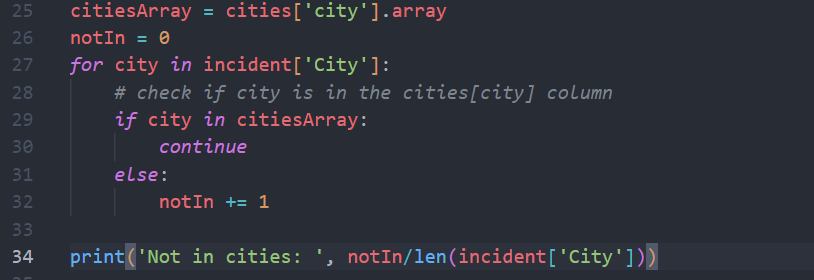 25 citiesArray = cities['city'].array
26 notIn = 0
27 for city in incident['City']:
28     # check if city is in the cities[city] column
29     if city in citiesArray:
30         continue
31     else:
32         notIn += 1
33
34 print('Not in cities: ', notIn/len(incident['City']))